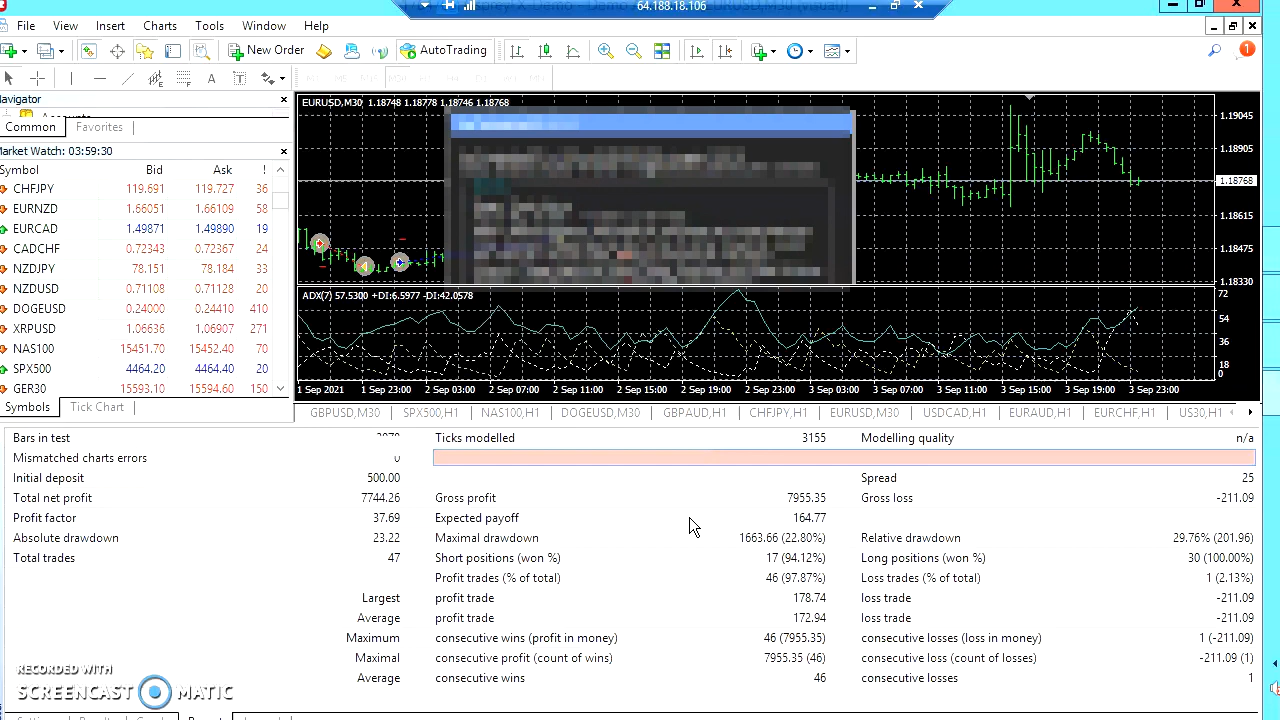 64.188.18.106
File View Insert Charts Tools Window Help
New Order AutoTrading
1
Navigator
Common Favorites
Market Watch: 03:59:30
Symbol Bid Ask !
CHFJPY 119.691 119.727 36
EURNZD 1.66051 1.66109 58
EURCAD 1.49871 1.49890 19
CADCHF 0.72343 0.72367 24
NZDJPY 78.151 78.184 33
NZDUSD 0.71108 0.71128 20
DOGEUSD 0.24000 0.24410 410
XRPUSD 1.06636 1.06907 271
NAS100 15451.70 15452.40 70
SPX500 4464.20 4464.40 20
GER30 15593.10 15594.60 150
Symbols Tick Chart
EURUSD,M30 1.18748 1.18778 1.18746 1.18768
1.19045
1.18905
1.18768
1.18615
1.18475
1.18330
ADX(7) 57.5300 +DI:6.5977 -DI:42.0578
72
54
36
18
0
1 Sep 2021 1 Sep 23:00 2 Sep 03:00 2 Sep 07:00 2 Sep 11:00 2 Sep 15:00 2 Sep 19:00 2 Sep 23:00 3 Sep 03:00 3 Sep 07:00 3 Sep 11:00 3 Sep 15:00 3 Sep 19:00 3 Sep 23:00
GBPUSD,M30 SPX500,H1 NAS100,H1 DOGEUSD,M30 GBPAUD,H1 CHFJPY,H1 EURUSD,M30 USDCAD,H1 EURAUD,H1 EURCHF,H1 US30,H1
Bars in test Ticks modelled 3155 Modelling quality n/a
Mismatched charts errors 0
Initial deposit 500.00 Spread 25
Total net profit 7744.26 Gross profit 7955.35 Gross loss -211.09
Profit factor 37.69 Expected payoff 164.77
Absolute drawdown 23.22 Maximal drawdown 1663.66 (22.80%) Relative drawdown 29.76% (201.96)
Total trades 47 Short positions (won %) 17 (94.12%) Long positions (won %) 30 (100.00%)
Profit trades (% of total) 46 (97.87%) Loss trades (% of total) 1 (2.13%)
Largest profit trade 178.74 loss trade -211.09
Average profit trade 172.94 loss trade -211.09
Maximum consecutive wins (profit in money) 46 (7955.35) consecutive losses (loss in money) 1 (-211.09)
Maximal consecutive profit (count of wins) 7955.35 (46) consecutive loss (count of losses) -211.09 (1)
Average consecutive wins 46 consecutive losses 1
RECORDED WITH
SCREENCAST MATIC